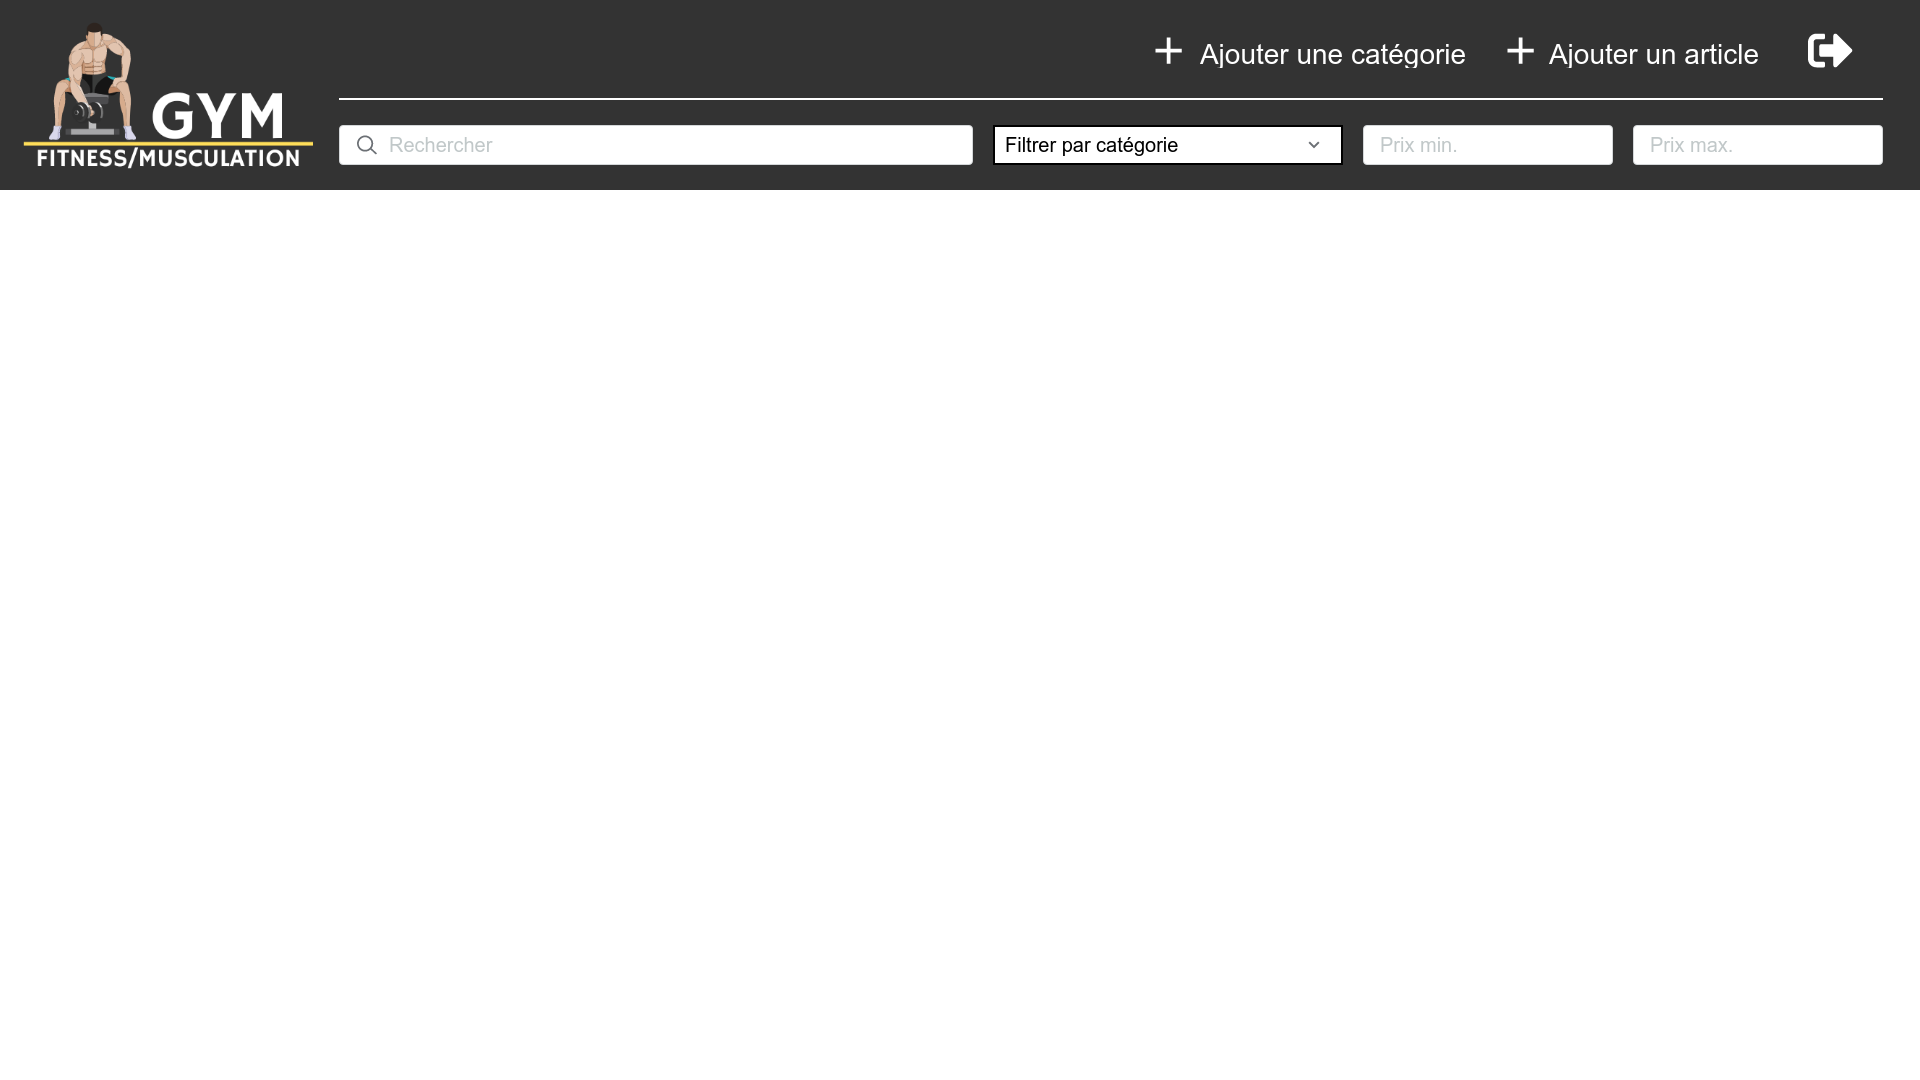 Ajouter une catégorie
Ajouter un article
GYM
FITNESS/MUSCULATION
Rechercher
Filtrer par catégorie
Prix min.
Prix max.